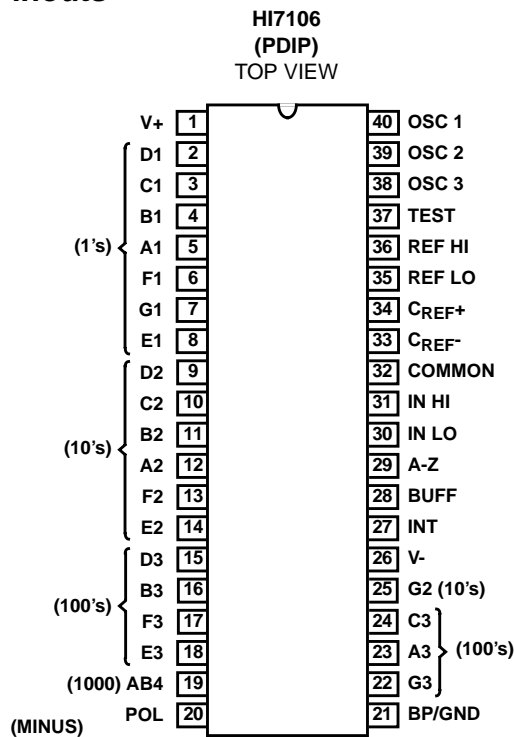 HI7106
(PDIP)
TOP VIEW
V+ 1
D1 2
C1 3
B1 4
(1's) A1 5
F1 6
G1 7
E1 8
D2 9
C2 10
B2 11
(10's)
A2 12
F2 13
E2 14
D3 15
B3 16
(100's)
F3 17
E3 18
(1000) AB4 19
POL 20
(MINUS)
40 OSC 1
39 OSC 2
38 OSC 3
37 TEST
36 REF HI
35 REF LO
34 CREF+
33 CREF-
32 COMMON
31 IN HI
30 IN LO
29 A-Z
28 BUFF
27 INT
26 V-
25 G2 (10's)
24 C3
23 A3 (100's)
22 G3
21 BP/GND